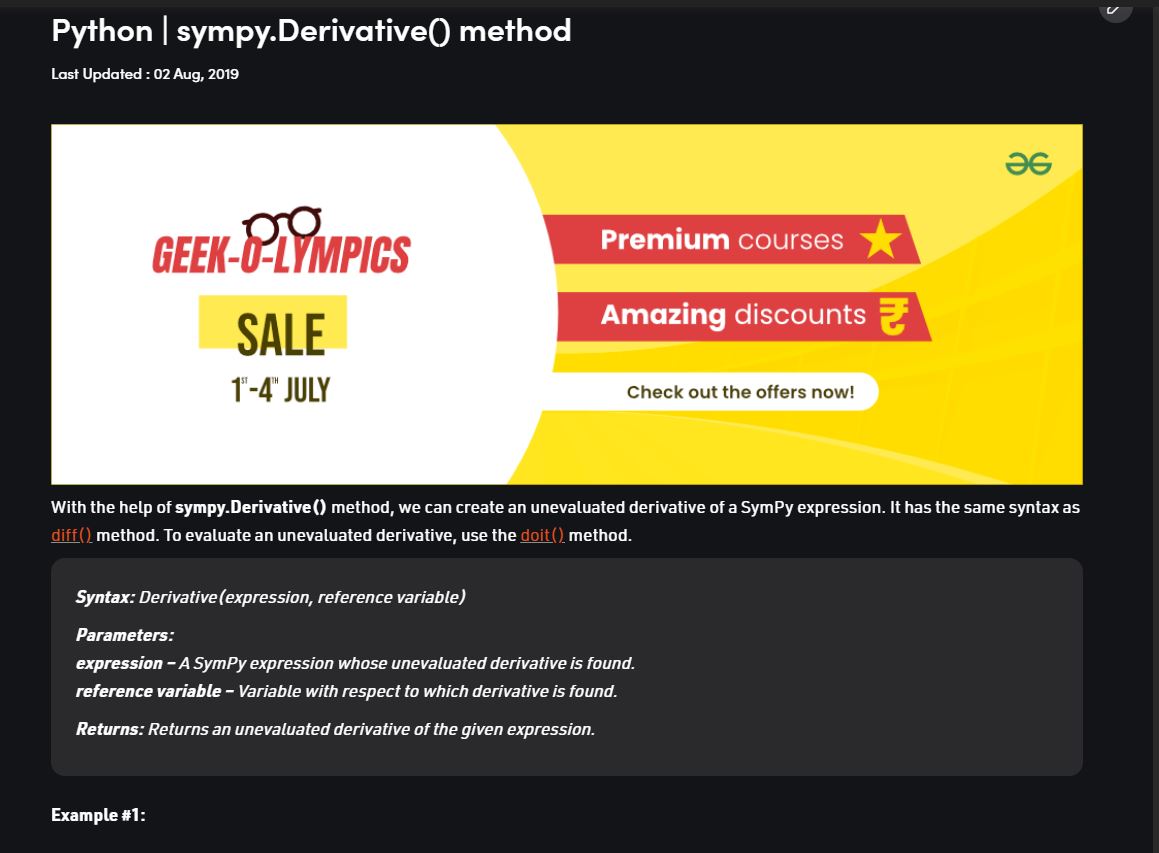 Python | sympy.Derivative() method
Last Updated : 02 Aug, 2019
GEEK-O-LYMPICS
SALE
1ST-4TH JULY
Premium courses
Amazing discounts ₹
Check out the offers now!
With the help of sympy.Derivative() method, we can create an unevaluated derivative of a SymPy expression. It has the same syntax as
diff() method. To evaluate an unevaluated derivative, use the doit() method.
Syntax: Derivative(expression, reference variable)
Parameters:
expression – A SymPy expression whose unevaluated derivative is found.
reference variable – Variable with respect to which derivative is found.
Returns: Returns an unevaluated derivative of the given expression.
Example #1: